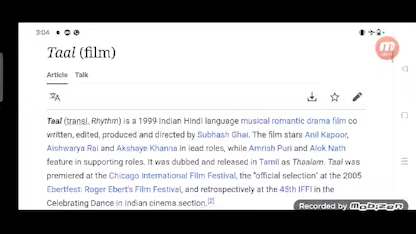 3:04
Taal (film)
Article Talk
Taal (transl. Rhythm) is a 1999 Indian Hindi language musical romantic drama film co
written, edited, produced and directed by Subhash Ghai. The film stars Anil Kapoor,
Aishwarya Rai and Akshaye Khanna in lead roles, while Amrish Puri and Alok Nath
feature in supporting roles. It was dubbed and released in Tamil as Thaalam. Taal was
premiered at the Chicago International Film Festival, the "official selection" at the 2005
Ebertfest: Roger Ebert's Film Festival, and retrospectively at the 45th IFFI in the
Celebrating Dance in Indian cinema.section.[2]
Recorded by Mobizen